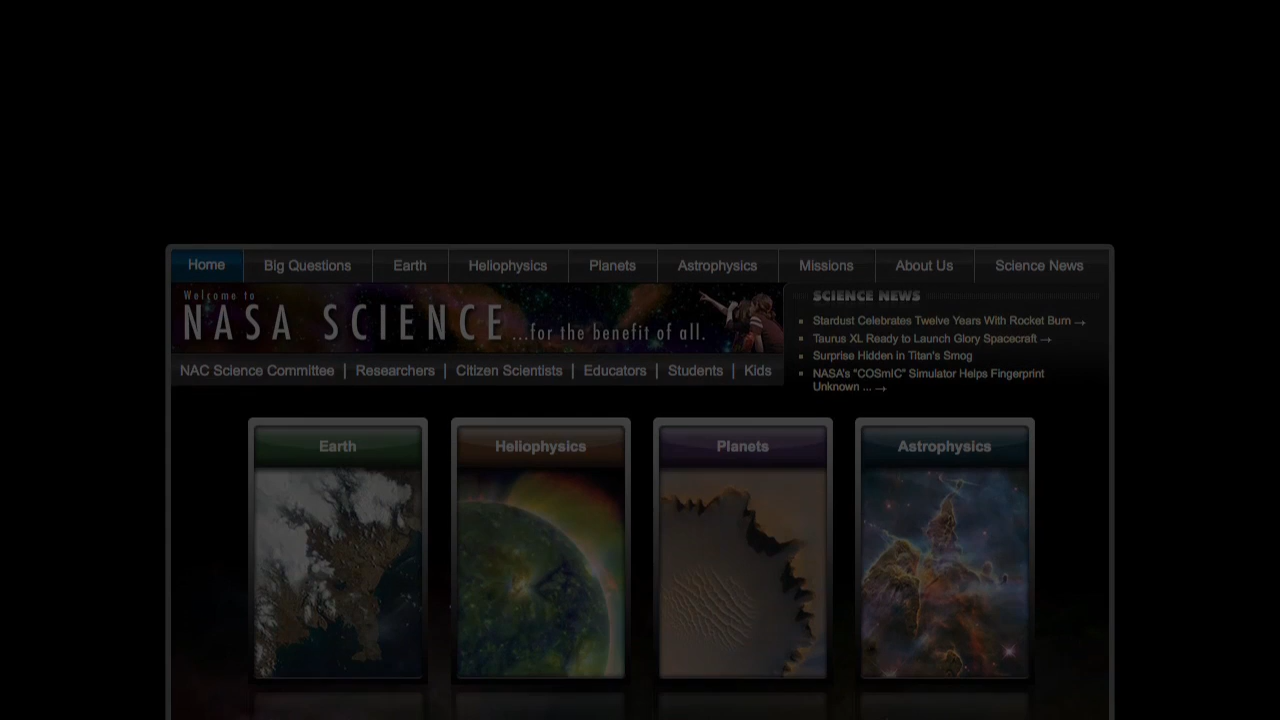 Home Big Questions Earth Heliophysics Planets Astrophysics Missions About Us Science News
Welcome to
NASA SCIENCE ...for the benefit of all.
NAC Science Committee | Researchers | Citizen Scientists | Educators | Students | Kids
SCIENCE NEWS
Stardust Celebrates Twelve Years With Rocket Burn →
Taurus XL Ready to Launch Glory Spacecraft →
Surprise Hidden in Titan's Smog
NASA's "COSmIC" Simulator Helps Fingerprint
Unknown ... →
Earth Heliophysics Planets Astrophysics